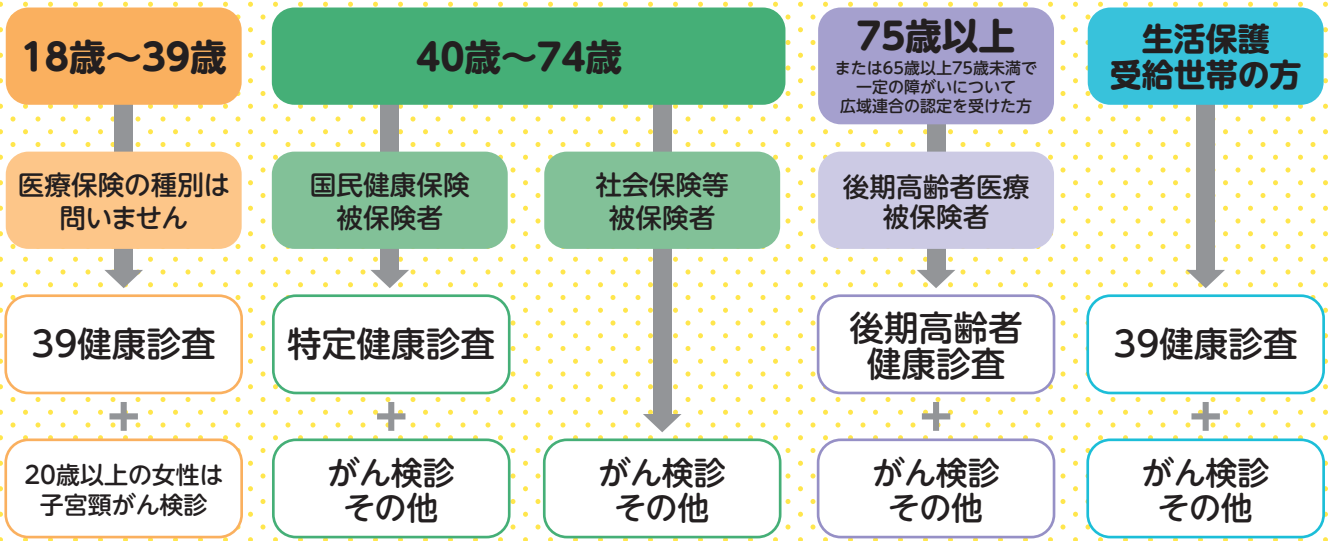 18歳～39歳
医療保険の種別は
問いません
39健康診査
+
20歳以上の女性は
子宮頸がん検診
40歳～74歳
国民健康保険
被保険者
特定健康診査
+
がん検診
その他
社会保険等
被保険者
がん検診
その他
75歳以上
または65歳以上75歳未満で
一定の障がいについて
広域連合の認定を受けた方
後期高齢者医療
被保険者
後期高齢者
健康診査
+
がん検診
その他
生活保護
受給世帯の方
39健康診査
+
がん検診
その他